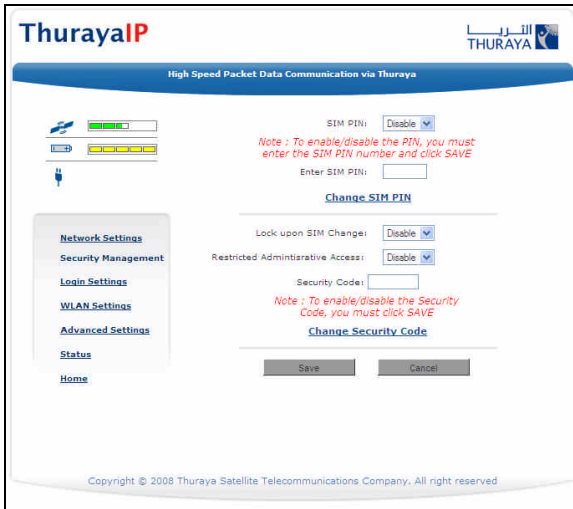 ThurayaIP
الثريا
THURAYA
High Speed Packet Data Communication via Thuraya
SIM PIN: Disable
Note : To enable/disable the PIN, you must
enter the SIM PIN number and click SAVE
Enter SIM PIN:
Change SIM PIN
Network Settings
Security Management
Login Settings
WLAN Settings
Advanced Settings
Status
Home
Lock upon SIM Change: Disable
Restricted Admintisrative Access: Disable
Security Code:
Note : To enable/disable the Security
Code, you must click SAVE
Change Security Code
Save Cancel
Copyright © 2008 Thuraya Satellite Telecommunications Company. All right reserved